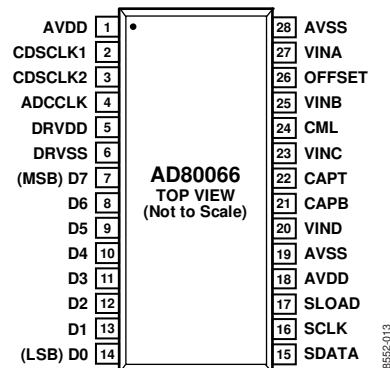 AVDD 1 28 AVSS
CDSCLK1 2 27 VINA
CDSCLK2 3 26 OFFSET
ADCCLK 4 25 VINB
DRVDD 5 24 CML
DRVSS 6 23 VINC
(MSB) D7 7 AD80066 22 CAPT
D6 8 TOP VIEW 21 CAPB
D5 9 (Not to Scale) 20 VIND
D4 10 19 AVSS
D3 11 18 AVDD
D2 12 17 SLOAD
D1 13 16 SCLK
(LSB) D0 14 15 SDATA
8552-013